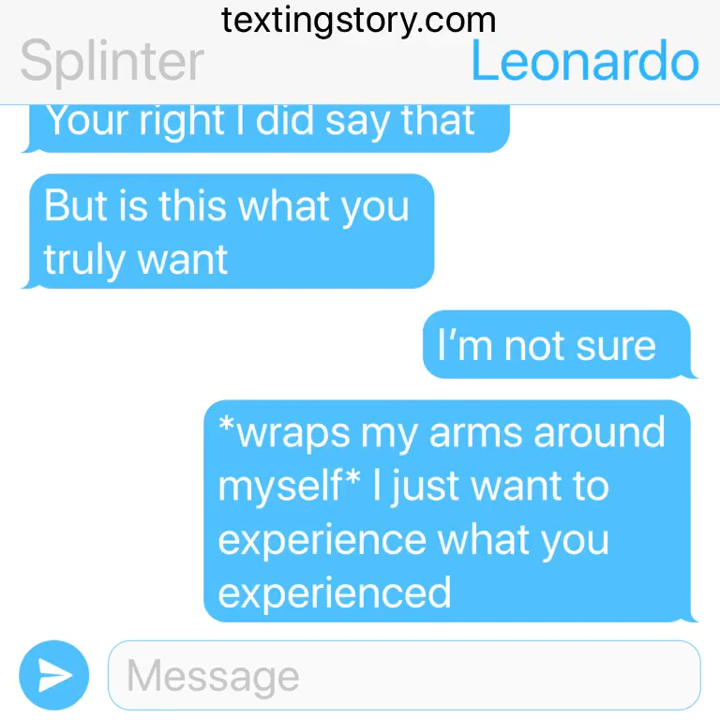 textingstory.com
Splinter Leonardo
Your right I did say that
But is this what you
truly want
I’m not sure
*wraps my arms around
myself* I just want to
experience what you
experienced
Message